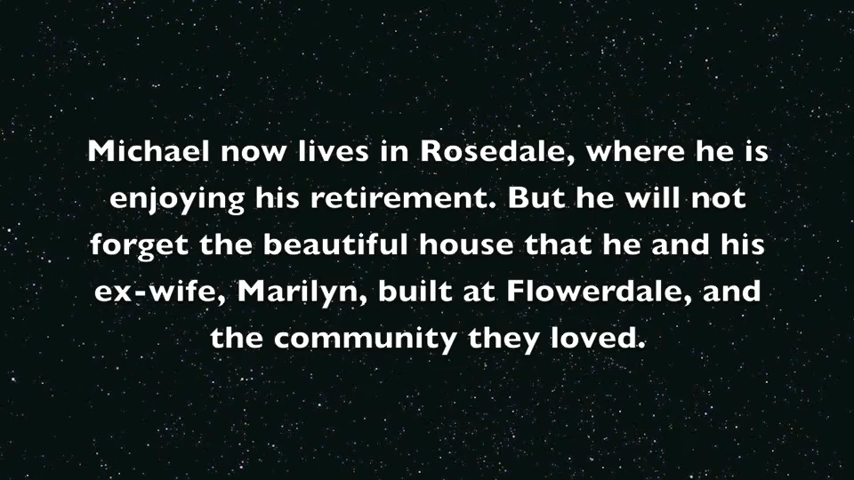 Michael now lives in Rosedale, where he is
enjoying his retirement. But he will not
forget the beautiful house that he and his
ex-wife, Marilyn, built at Flowerdale, and
the community they loved.